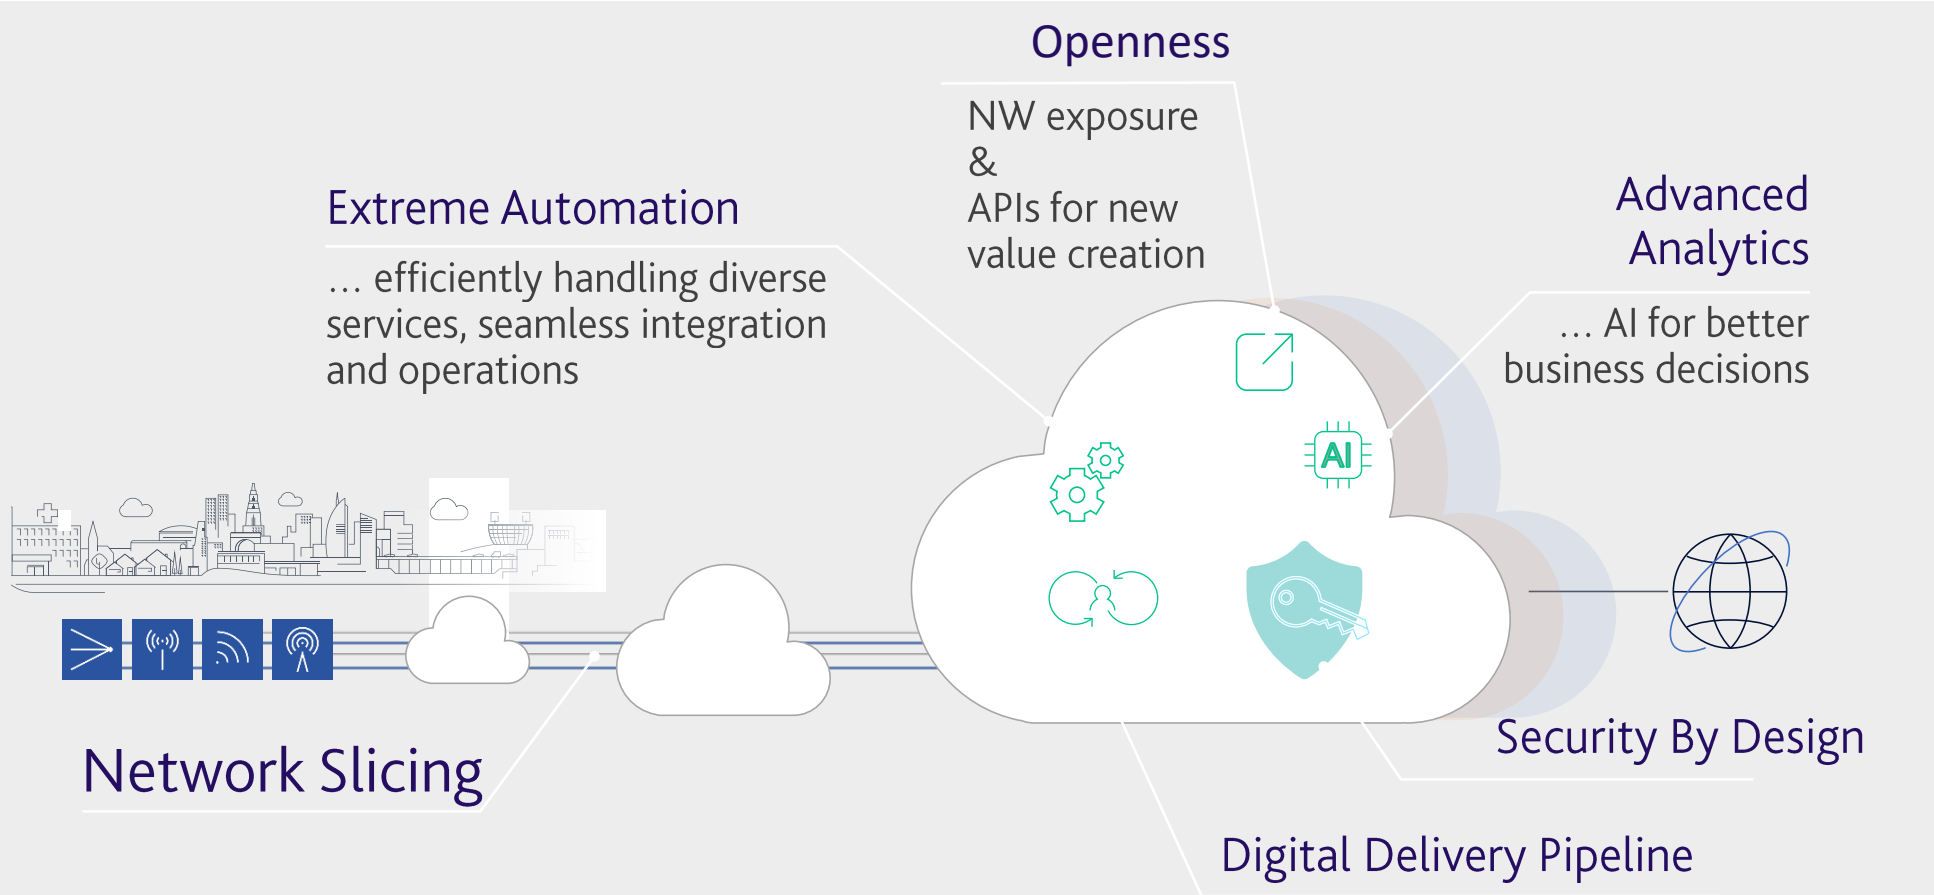 Openness
NW exposure
&
APIs for new
value creation
Extreme Automation
... efficiently handling diverse
services, seamless integration
and operations
Advanced
Analytics
... AI for better
business decisions
AI
Network Slicing
Security By Design
Digital Delivery Pipeline